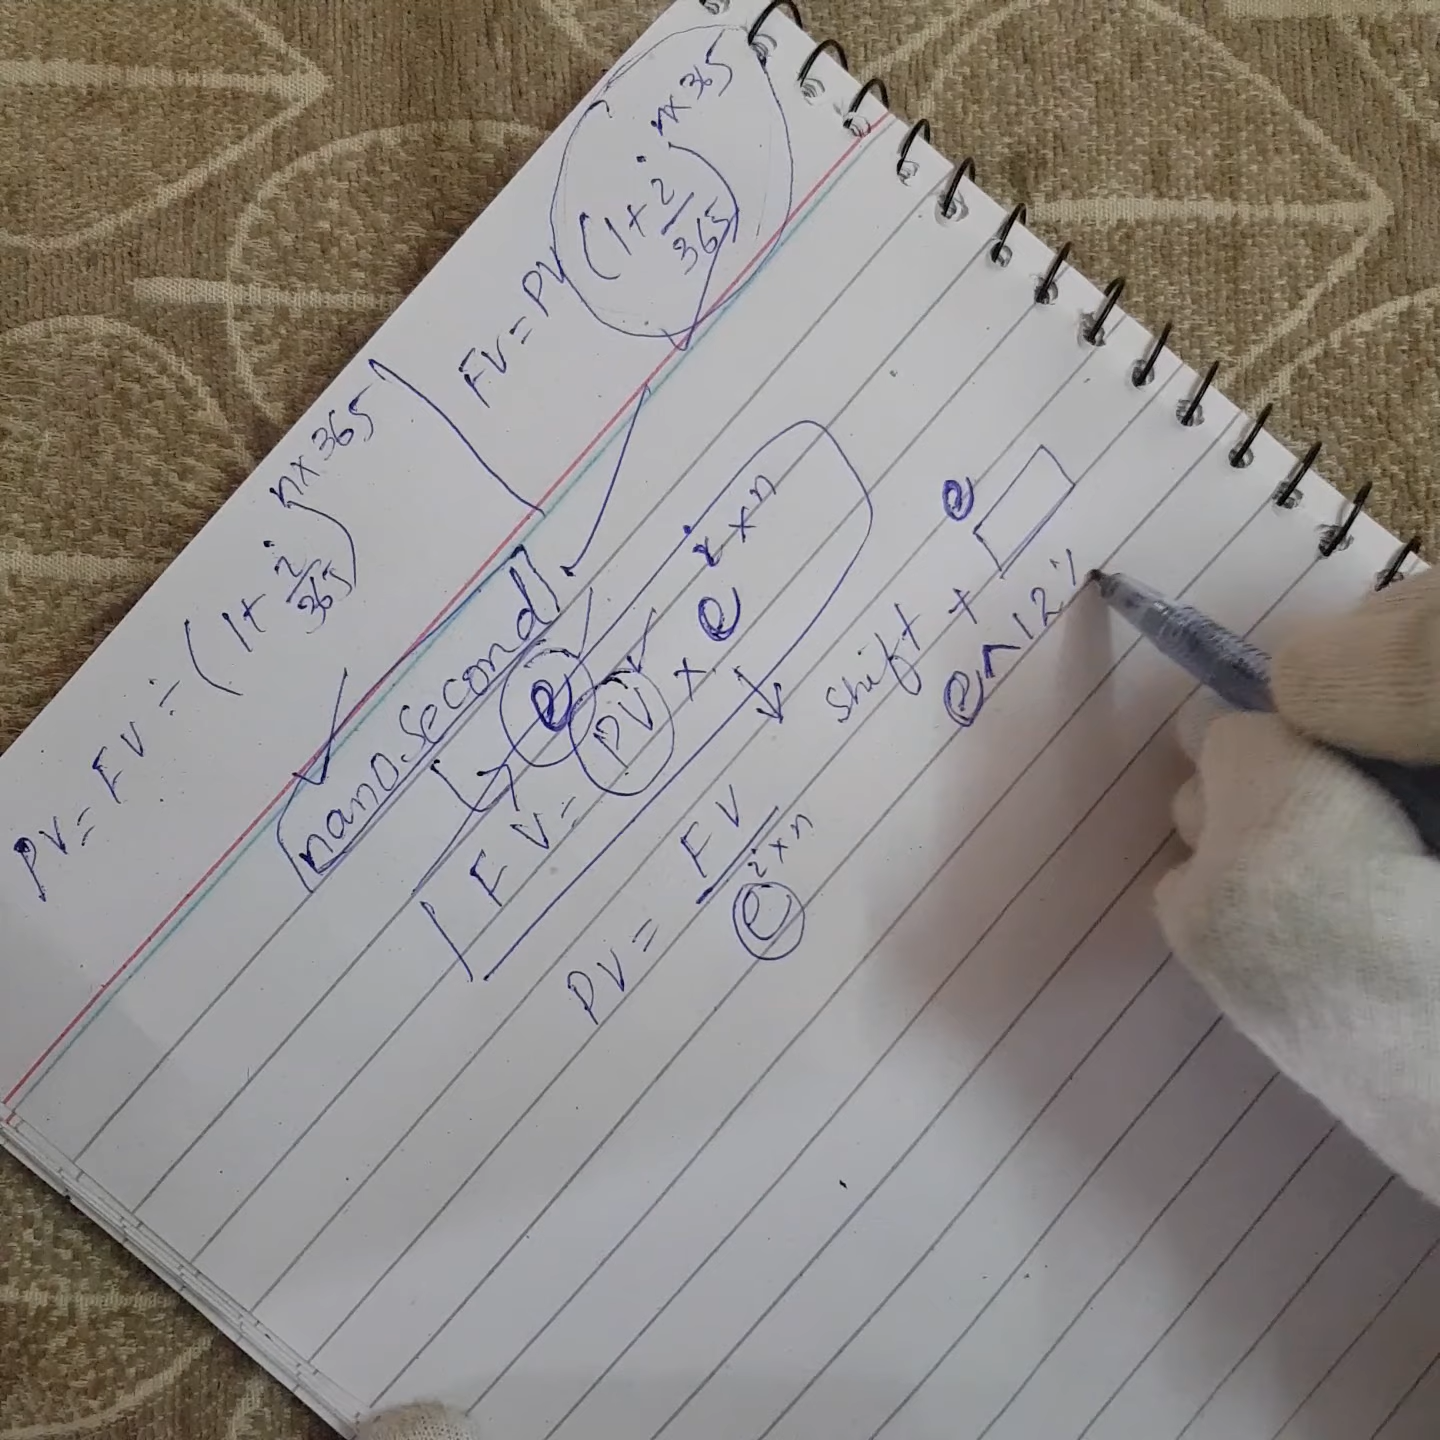 FV = PV (1 + i/365)^n×365
PV = FV ÷ (1 + i/365)^n×365
nano second
e
FV = PV × e^i×n
PV = FV / e^i×n
Shift + e
e^12%